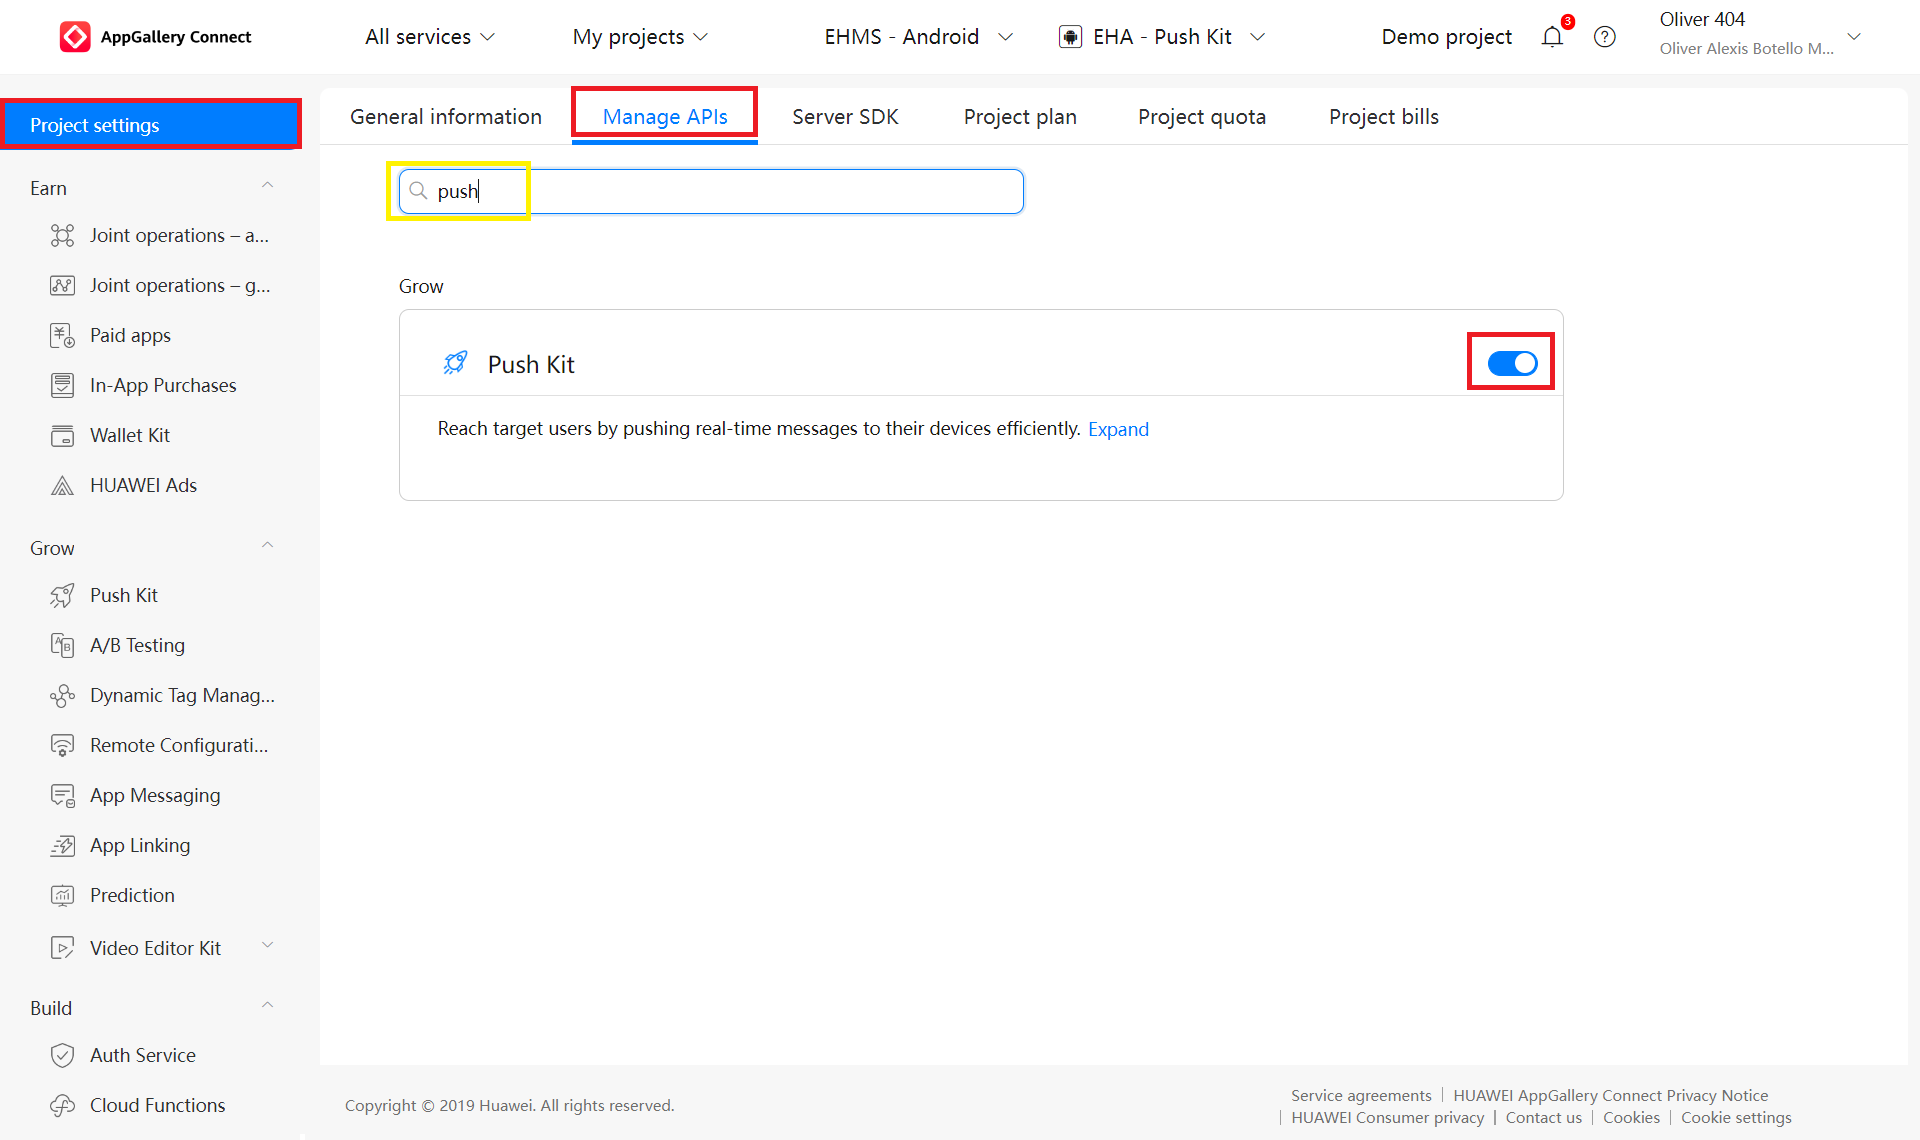 AppGallery Connect
All services
My projects
EHMS - Android
EHA - Push Kit
Demo project
3
Oliver 404
Oliver Alexis Botello M...
Project settings
General information
Manage APIs
Server SDK
Project plan
Project quota
Project bills
push
Earn
Joint operations – a...
Joint operations – g...
Paid apps
In-App Purchases
Wallet Kit
HUAWEI Ads
Grow
Push Kit
A/B Testing
Dynamic Tag Manag...
Remote Configurati...
App Messaging
App Linking
Prediction
Video Editor Kit
Build
Auth Service
Cloud Functions
Grow
Push Kit
Reach target users by pushing real-time messages to their devices efficiently. Expand
Copyright © 2019 Huawei. All rights reserved.
Service agreements | HUAWEI AppGallery Connect Privacy Notice
| HUAWEI Consumer privacy | Contact us | Cookies | Cookie settings